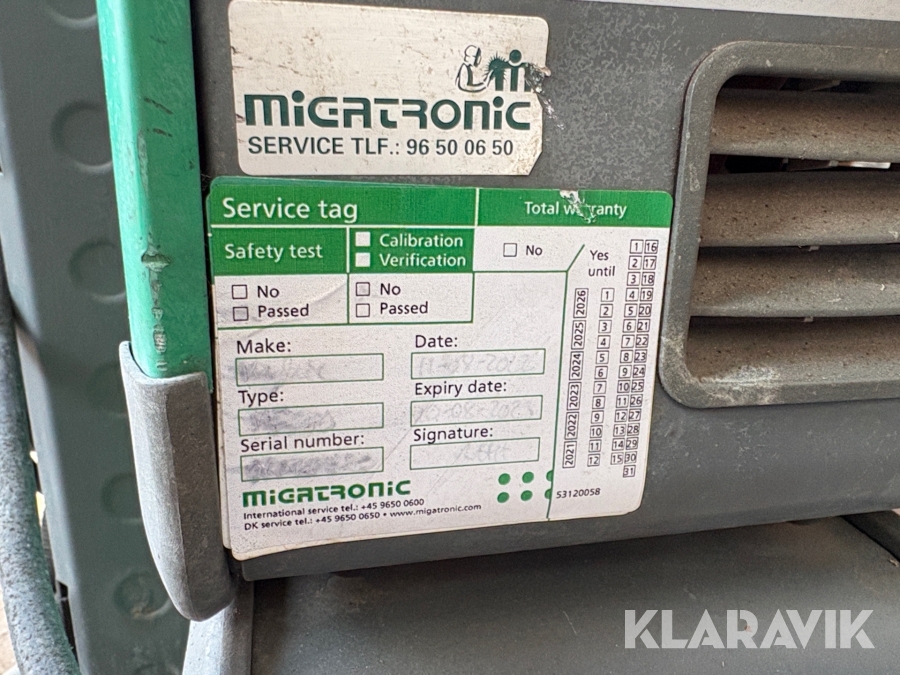 MIGATRONIC
SERVICE TLF.: 96 50 06 50
Service tag
Total warranty
Safety test
Calibration
Verification
No
Passed
No
Passed
No
Yes until
2026 2025 2024 2023 2022 2021
1 2 3 4 5 6 7 8 9 10 11 12
1 16
2 17
3 18
4 19
5 20
6 21
7 22
8 23
9 24
10 25
11 26
12 27
13 28
14 29
15 30
31
Make:
Date:
Type:
Expiry date:
Serial number:
Signature:
MIGATRONIC
International service tel.: +45 9650 0600
DK service tel.: +45 9650 0650 • www.migatronic.com
53120058
KLARAVIK